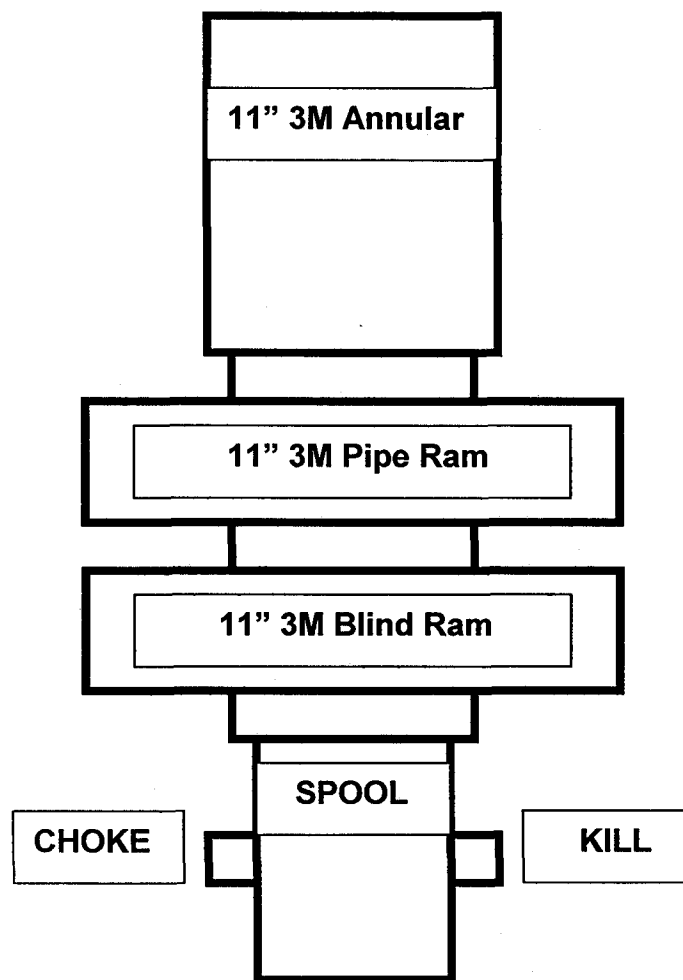 11” 3M Annular
11” 3M Pipe Ram
11” 3M Blind Ram
SPOOL
CHOKE
KILL